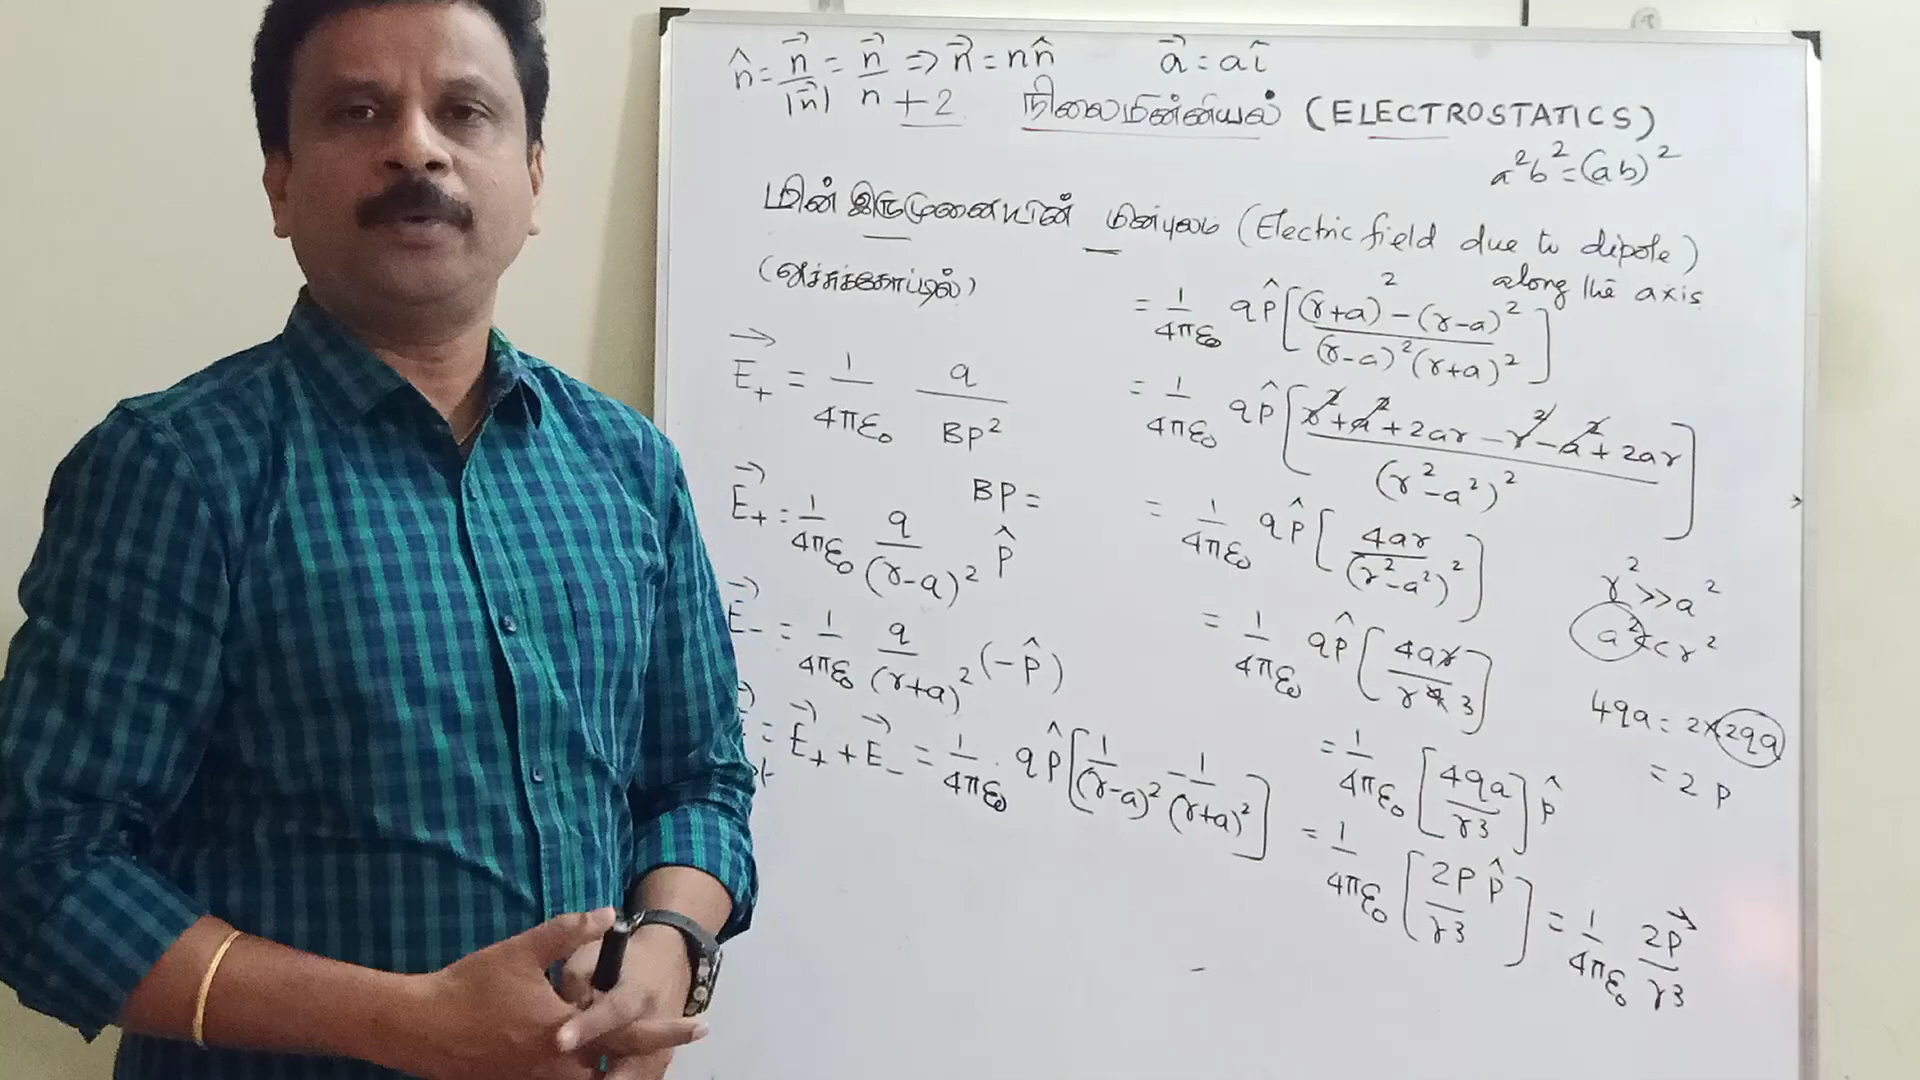 n̂ = n⃗/|n⃗| = n⃗/n ⇒ n⃗ = n n̂
a⃗ = a î
+2 நிலைமின்னியல் (ELECTROSTATICS)
a²b² = (ab)²
மின் இருமுனையின் மின்புலம் (Electric field due to dipole)
along the axis
(அச்சுக்கோட்டில்)
E⃗₊ = 1/4πε₀ q/BP²
BP =
E⃗₊ = 1/4πε₀ q/(r-a)² p̂
E⃗₋ = 1/4πε₀ q/(r+a)² (-p̂)
= E⃗₊ + E⃗₋ = 1/4πε₀ . q p̂ [1/(r-a)² - 1/(r+a)²]
= 1/4πε₀ q p̂ [(r+a)² - (r-a)² / (r-a)²(r+a)²]
= 1/4πε₀ q p̂ [r² + a² + 2ar - r² - a² + 2ar / (r²-a²)²]
= 1/4πε₀ q p̂ [4ar / (r²-a²)²]
r² >> a²
a² << r²
= 1/4πε₀ q p̂ [4ar / r⁴ 3]
4qa = 2×2qa
= 2 p
= 1/4πε₀ [4qa / r³] p̂
= 1/4πε₀ [2p p̂ / r³] = 1/4πε₀ 2p⃗/r³